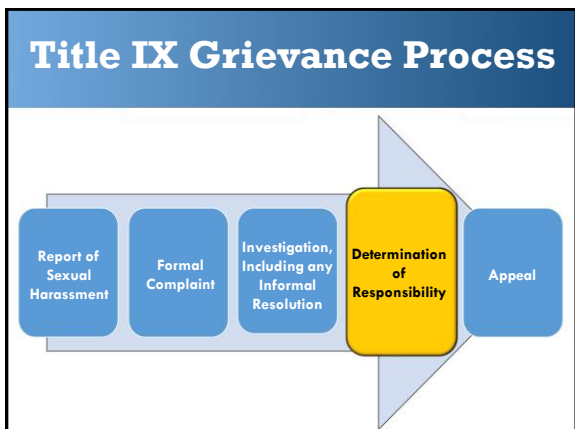 Title IX Grievance Process
Report of
Sexual
Harassment
Formal
Complaint
Investigation,
Including any
Informal
Resolution
Determination
of
Responsibility
Appeal